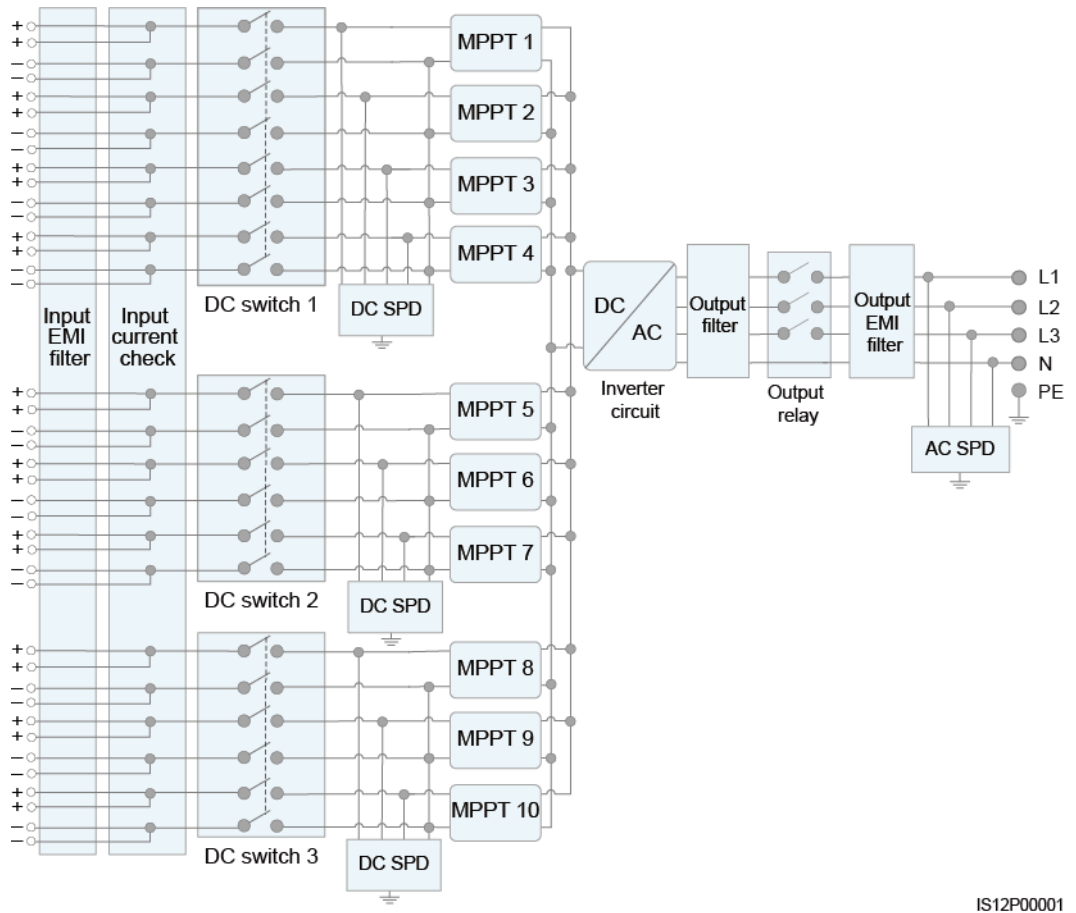 +
+
−
−
+
+
−
−
+
+
−
−
+
+
−
−
MPPT 1
MPPT 2
MPPT 3
MPPT 4
DC switch 1
DC SPD
Input
EMI
filter
Input
current
check
DC
AC
Inverter
circuit
Output
filter
Output
relay
Output
EMI
filter
L1
L2
L3
N
PE
AC SPD
+
+
−
−
+
+
−
−
+
+
−
−
MPPT 5
MPPT 6
MPPT 7
DC switch 2
DC SPD
+
+
−
−
+
+
−
−
+
+
−
−
MPPT 8
MPPT 9
MPPT 10
DC switch 3
DC SPD
IS12P00001